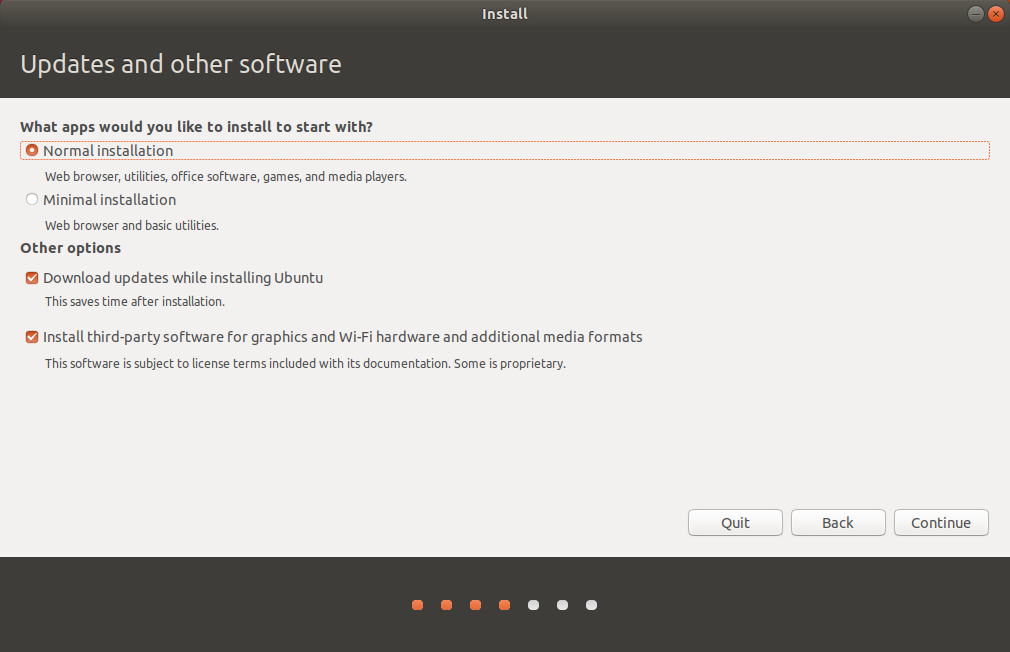 Install
Updates and other software
What apps would you like to install to start with?
Normal installation
Web browser, utilities, office software, games, and media players.
Minimal installation
Web browser and basic utilities.
Other options
Download updates while installing Ubuntu
This saves time after installation.
Install third-party software for graphics and Wi-Fi hardware and additional media formats
This software is subject to license terms included with its documentation. Some is proprietary.
Quit
Back
Continue